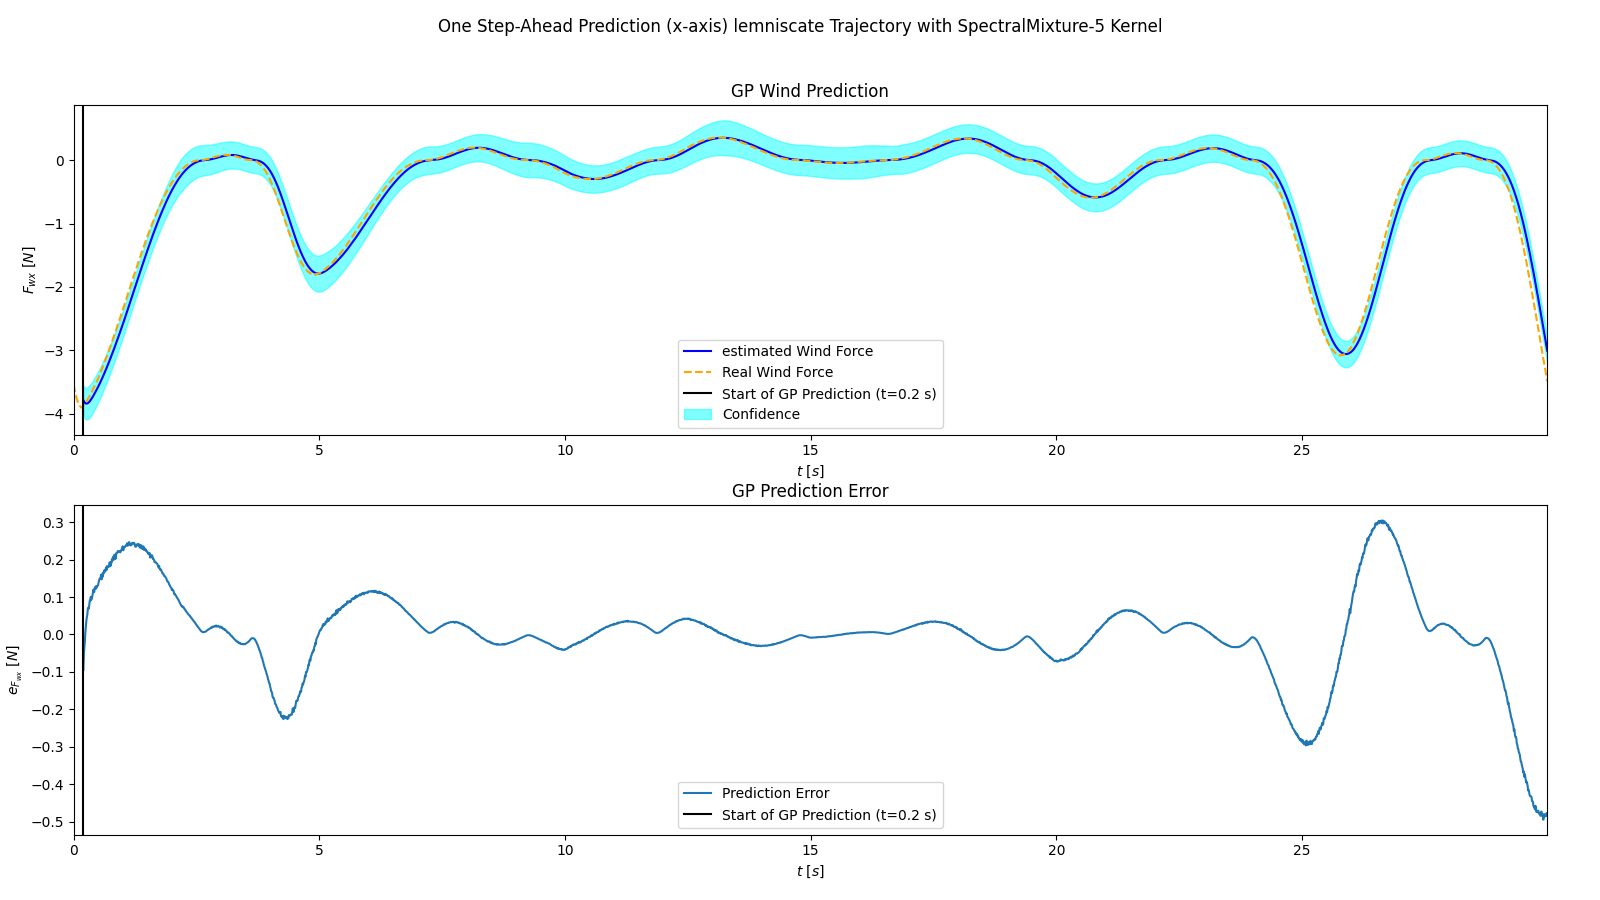 One Step-Ahead Prediction (x-axis) lemniscate Trajectory with SpectralMixture-5 Kernel
GP Wind Prediction
0
−1
−2
−3
−4
F_wx [N]
estimated Wind Force
Real Wind Force
Start of GP Prediction (t=0.2 s)
Confidence
0 5 10 15 20 25
t [s]
GP Prediction Error
0.3
0.2
0.1
0.0
−0.1
−0.2
−0.3
−0.4
−0.5
e_F_wx [N]
Prediction Error
Start of GP Prediction (t=0.2 s)
0 5 10 15 20 25
t [s]